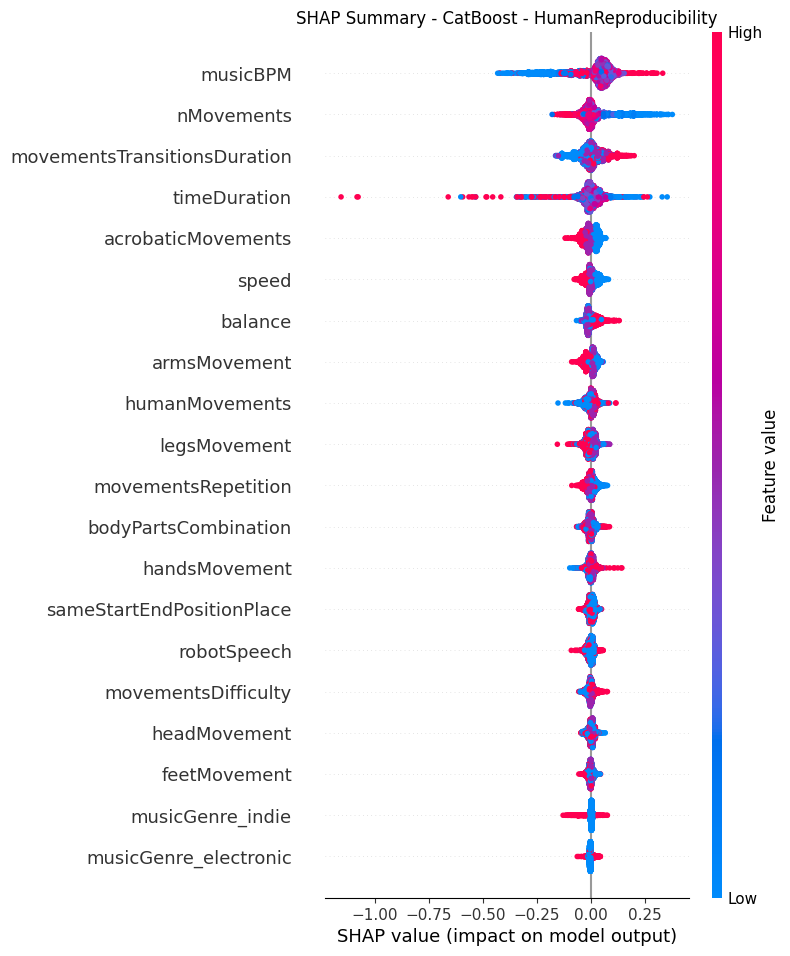 SHAP Summary - CatBoost - HumanReproducibility
High
musicBPM
nMovements
movementsTransitionsDuration
timeDuration
acrobaticMovements
speed
balance
armsMovement
humanMovements
legsMovement
movementsRepetition
bodyPartsCombination
handsMovement
sameStartEndPositionPlace
robotSpeech
movementsDifficulty
headMovement
feetMovement
musicGenre_indie
musicGenre_electronic
Feature value
Low
−1.00 −0.75 −0.50 −0.25 0.00 0.25
SHAP value (impact on model output)